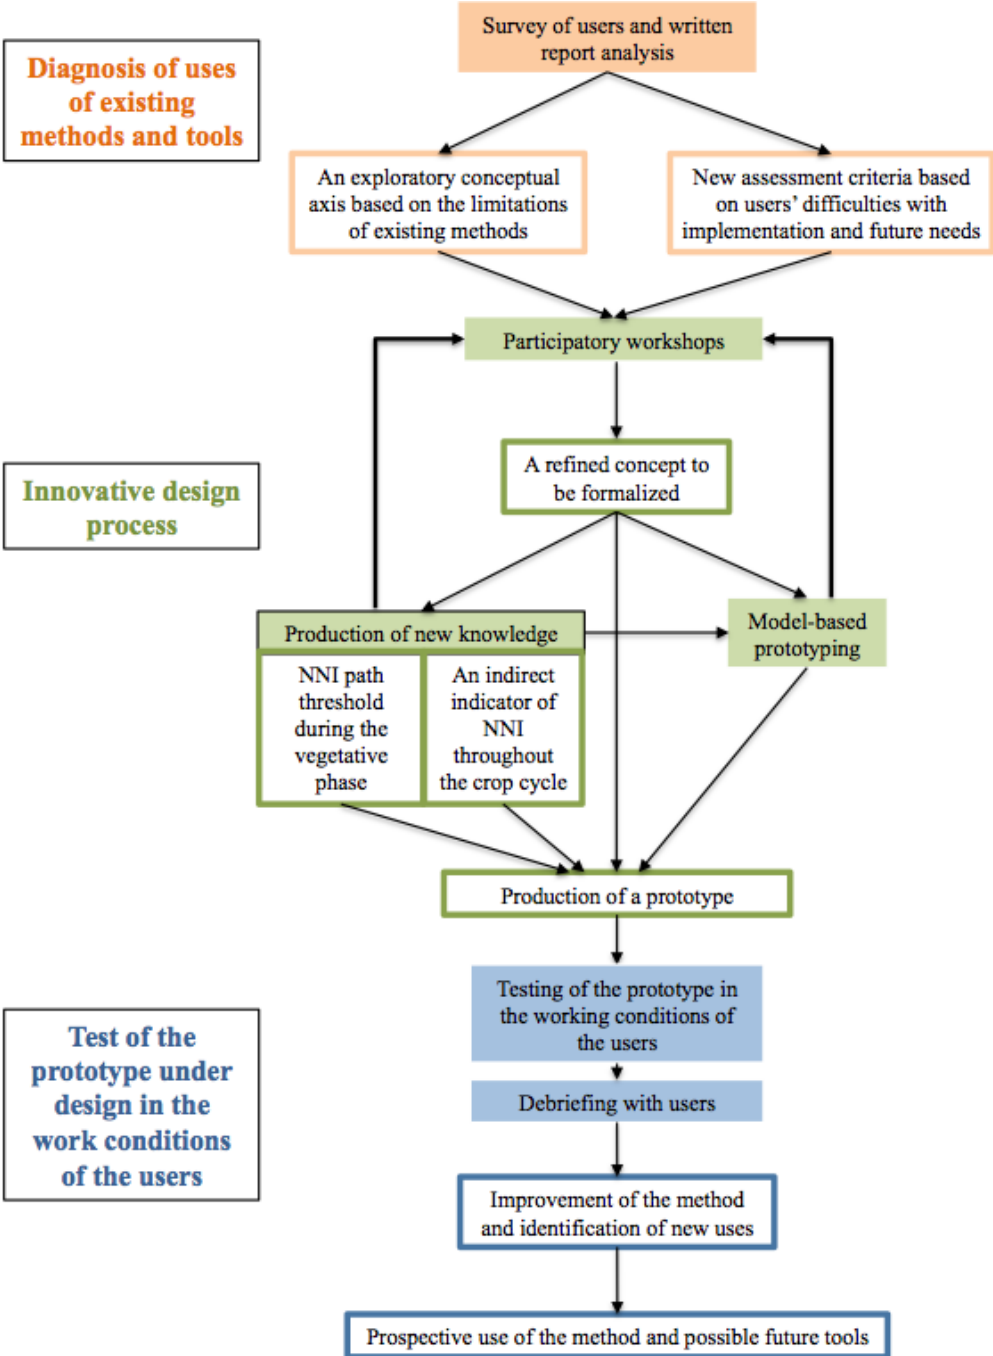 Survey of users and written
report analysis
Diagnosis of uses
of existing
methods and tools
An exploratory conceptual
axis based on the limitations
of existing methods
New assessment criteria based
on users’ difficulties with
implementation and future needs
Participatory workshops
A refined concept to
be formalized
Innovative design
process
Production of new knowledge
Model-based
prototyping
NNI path
threshold
during the
vegetative
phase
An indirect
indicator of
NNI
throughout
the crop cycle
Production of a prototype
Testing of the prototype in
the working conditions of
the users
Test of the
prototype under
design in the
work conditions
of the users
Debriefing with users
Improvement of the method
and identification of new uses
Prospective use of the method and possible future tools